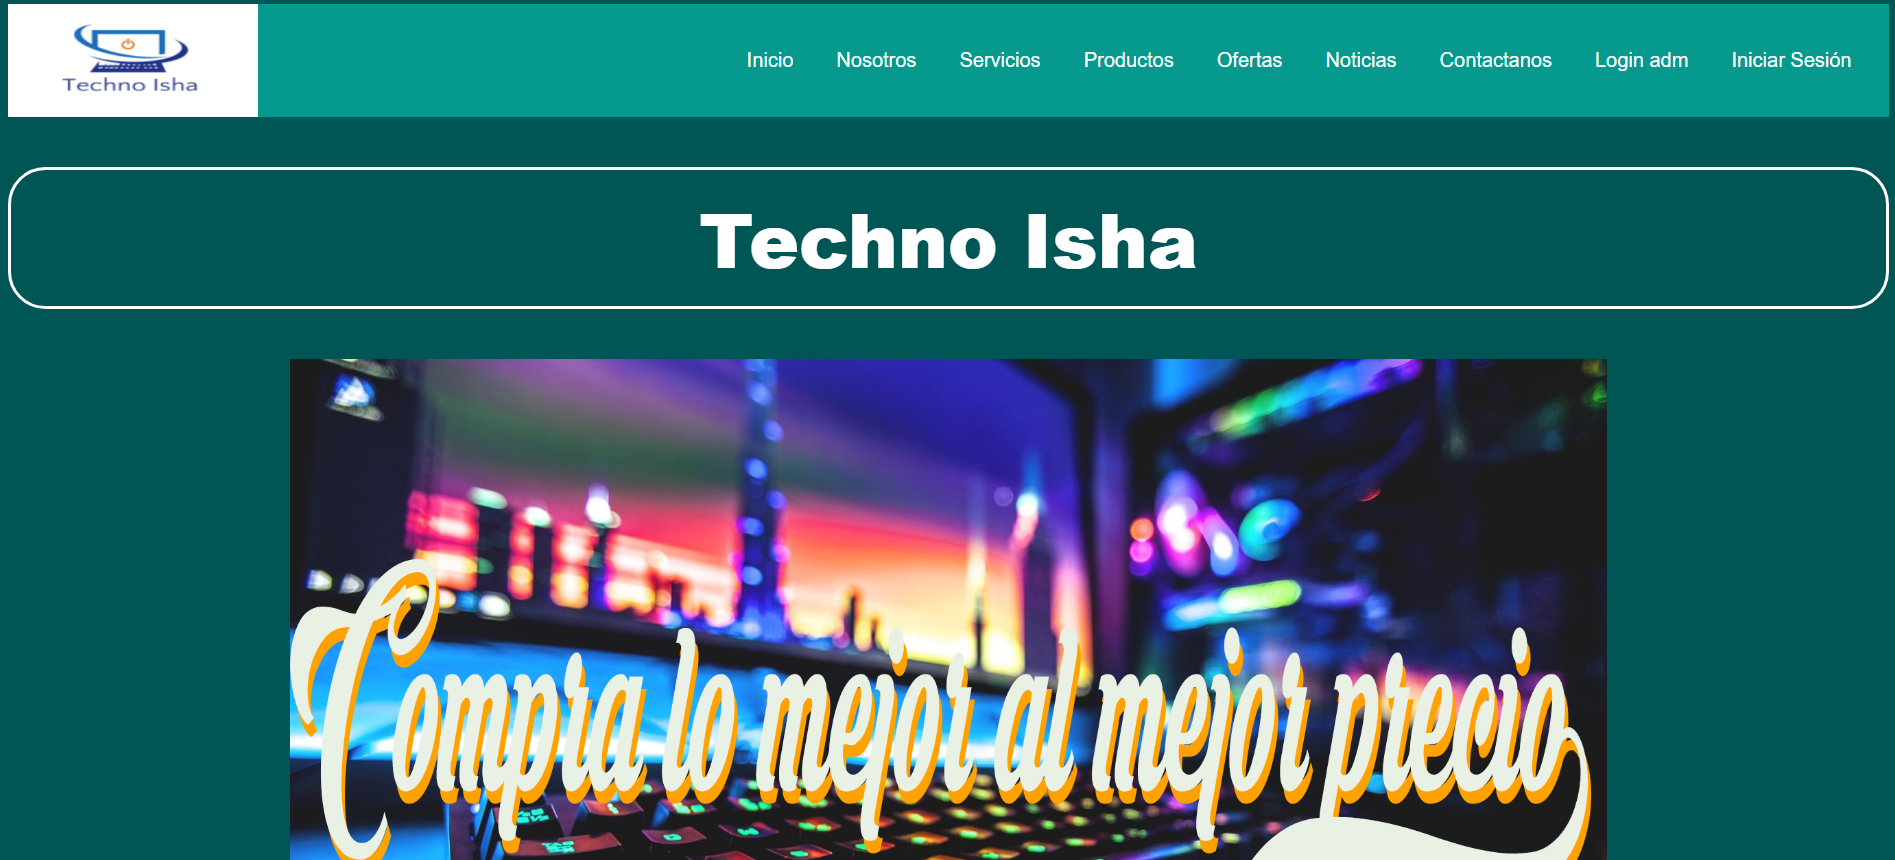 Techno Isha
Inicio Nosotros Servicios Productos Ofertas Noticias Contactanos Login adm Iniciar Sesión
Techno Isha
Compra lo mejor al mejor precio